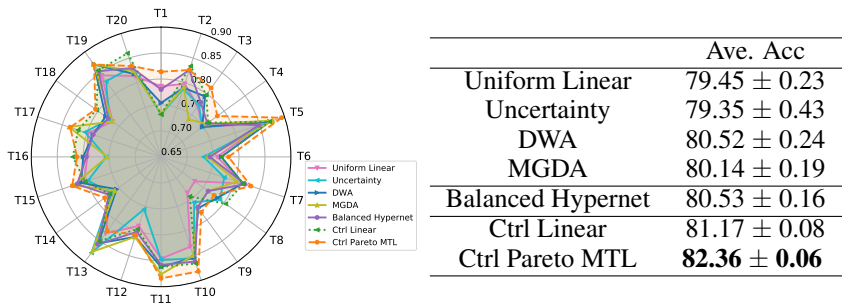 T1
T2
T3
T4
T5
T6
T7
T8
T9
T10
T11
T12
T13
T14
T15
T16
T17
T18
T19
T20
0.90
0.85
0.80
0.70
0.65
Uniform Linear
Uncertainty
DWA
MGDA
Balanced Hypernet
Ctrl Linear
Ctrl Pareto MTL
Ave. Acc
Uniform Linear 79.45 ± 0.23
Uncertainty 79.35 ± 0.43
DWA 80.52 ± 0.24
MGDA 80.14 ± 0.19
Balanced Hypernet 80.53 ± 0.16
Ctrl Linear 81.17 ± 0.08
Ctrl Pareto MTL 82.36 ± 0.06